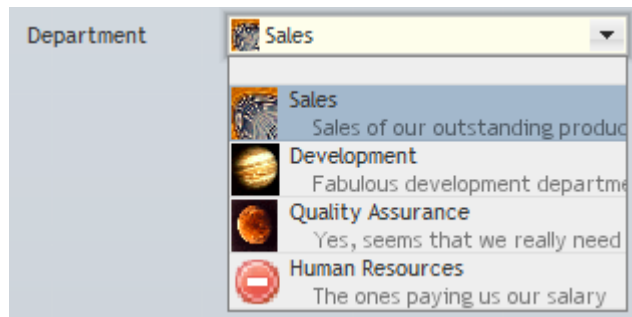 Department
Sales
Sales
Sales of our outstanding produc
Development
Fabulous development departme
Quality Assurance
Yes, seems that we really need
Human Resources
The ones paying us our salary